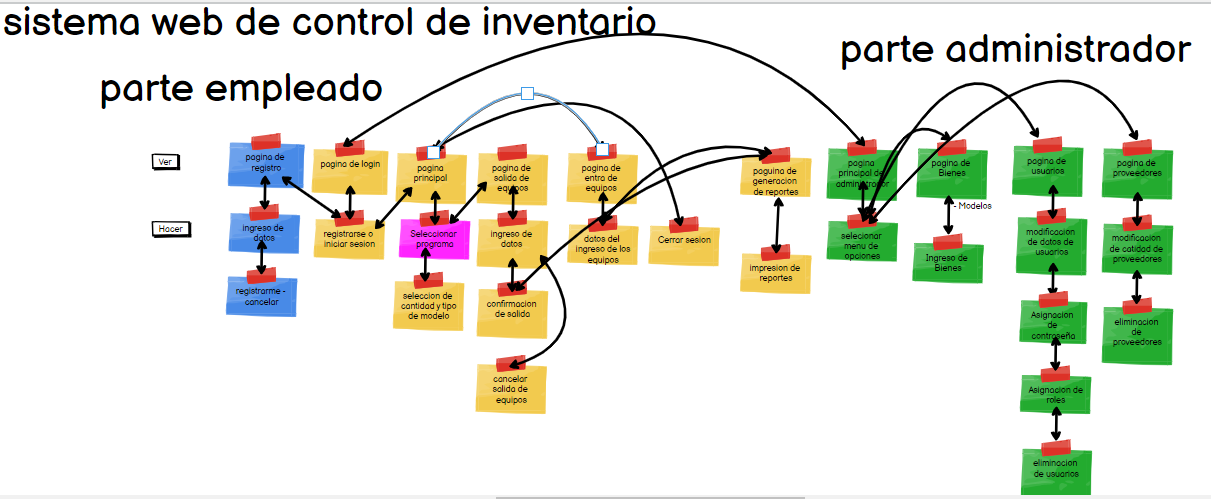 sistema web de control de inventario
parte administrador
parte empleado
Ver
pagina de
registro
pagina de login
pagina
principal
pagina de
salida de
equipos
pagina de
entra de
equipos
paguina de
generacion
de reportes
pagina
principal de
administrador
pagina de
Bienes
pagina de
usuarios
pagina de
proveedores
- Modelos
Hacer
ingreso de
datos
registrarse o
iniciar sesion
Seleccionar
programa
ingreso de
datos
datos del
ingreso de los
equipos
Cerrar sesion
impresion de
reportes
selecionar
menu de
opciones
Ingreso de
Bienes
modificacion
de datos de
usuarios
modificacion
de catidad de
proveedores
registrarme -
cancelar
seleccion de
cantidad y tipo
de modelo
confirmacion
de salida
Asignacion
de
contraseña
eliminacion
de
proveedores
cancelar
salida de
equipos
Asignacion de
roles
eliminacion
de usuarios